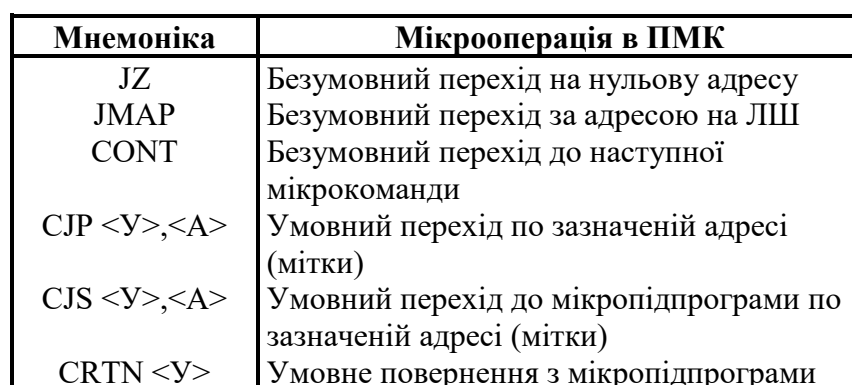 Мнемоніка Мікрооперація в ПМК
JZ Безумовний перехід на нульову адресу
JMAP Безумовний перехід за адресою на ЛШ
CONT Безумовний перехід до наступної
мікрокоманди
CJP <У>,<А> Умовний перехід по зазначеній адресі
(мітки)
CJS <У>,<А> Умовний перехід до мікропідпрограми по
зазначеній адресі (мітки)
CRTN <У> Умовне повернення з мікропідпрограми